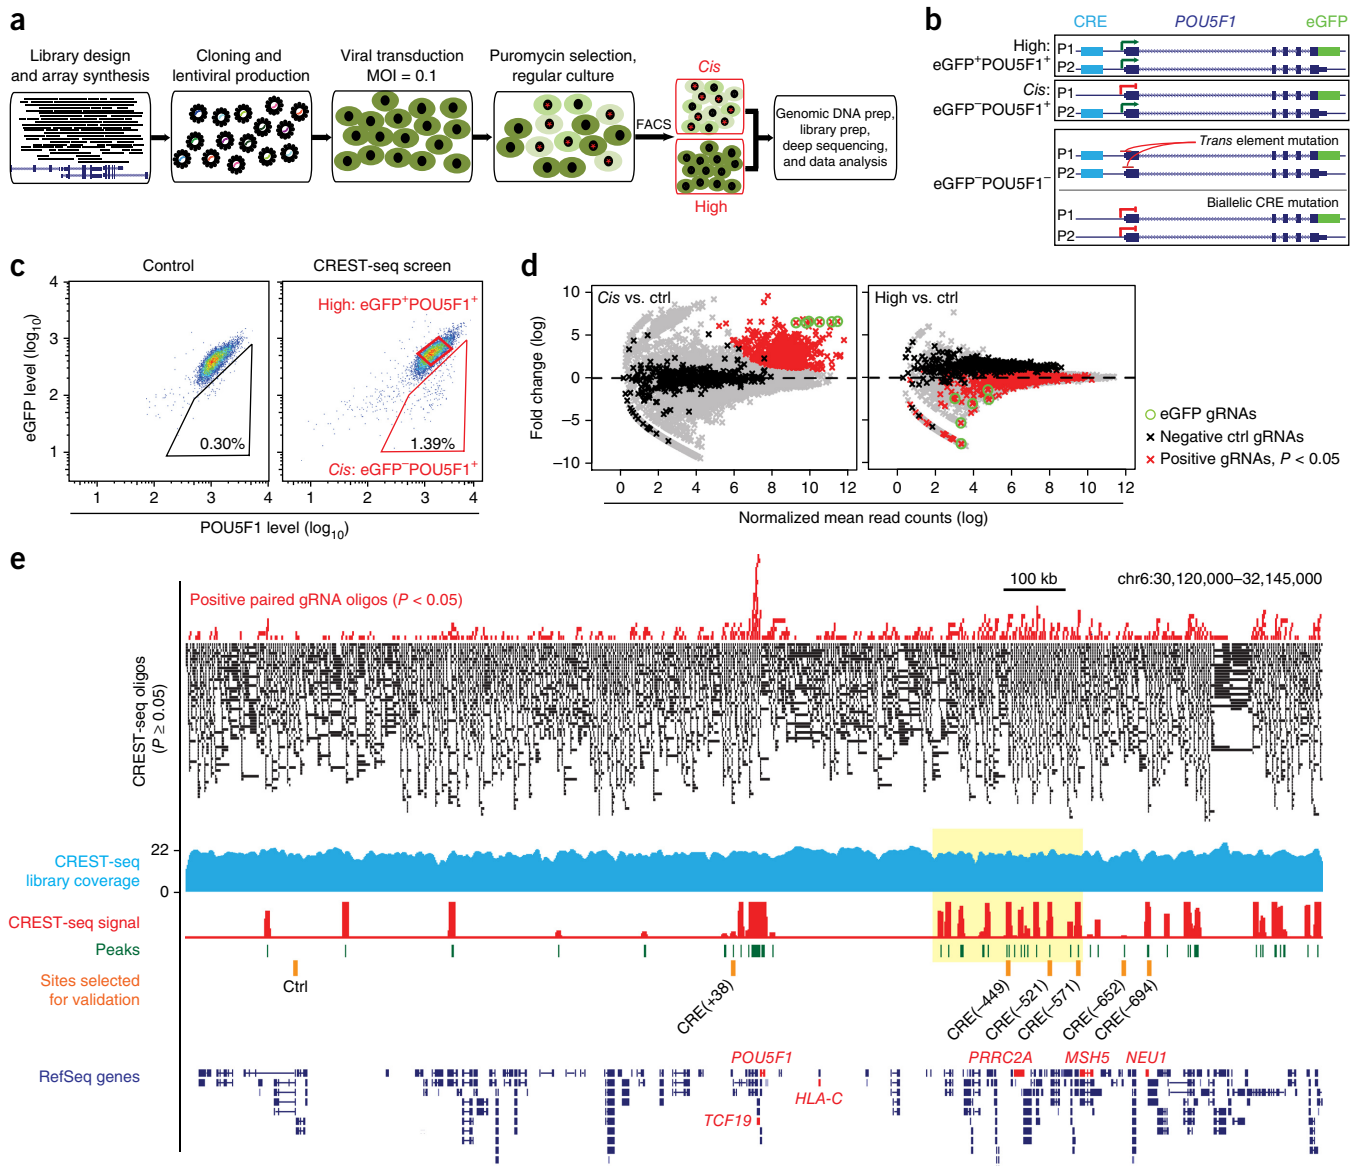 a
Library design
and array synthesis
Cloning and
lentiviral production
Viral transduction
MOI = 0.1
Puromycin selection,
regular culture
FACS
Cis
High
Genomic DNA prep,
library prep,
deep sequencing,
and data analysis
b
CRE
POU5F1
eGFP
High:
eGFP+POU5F1+
P1
P2
Cis:
eGFP−POU5F1+
P1
P2
eGFP−POU5F1−
Trans element mutation
P1
P2
Biallelic CRE mutation
P1
P2
c
Control
CREST-seq screen
eGFP level (log10)
4
3
2
1
0.30%
High: eGFP+POU5F1+
1.39%
Cis: eGFP−POU5F1+
1 2 3 4
1 2 3 4
POU5F1 level (log10)
d
Fold change (log)
10
5
0
−5
−10
Cis vs. ctrl
High vs. ctrl
0 2 4 6 8 10 12
0 2 4 6 8 10 12
Normalized mean read counts (log)
eGFP gRNAs
Negative ctrl gRNAs
Positive gRNAs, P < 0.05
e
100 kb
chr6:30,120,000–32,145,000
Positive paired gRNA oligos (P < 0.05)
CREST-seq oligos
(P ≥ 0.05)
CREST-seq
library coverage
22
0
CREST-seq signal
Peaks
Sites selected
for validation
Ctrl
CRE(+38)
CRE(−449)
CRE(−521)
CRE(−571)
CRE(−652)
CRE(−694)
RefSeq genes
POU5F1
TCF19
HLA-C
PRRC2A
MSH5
NEU1